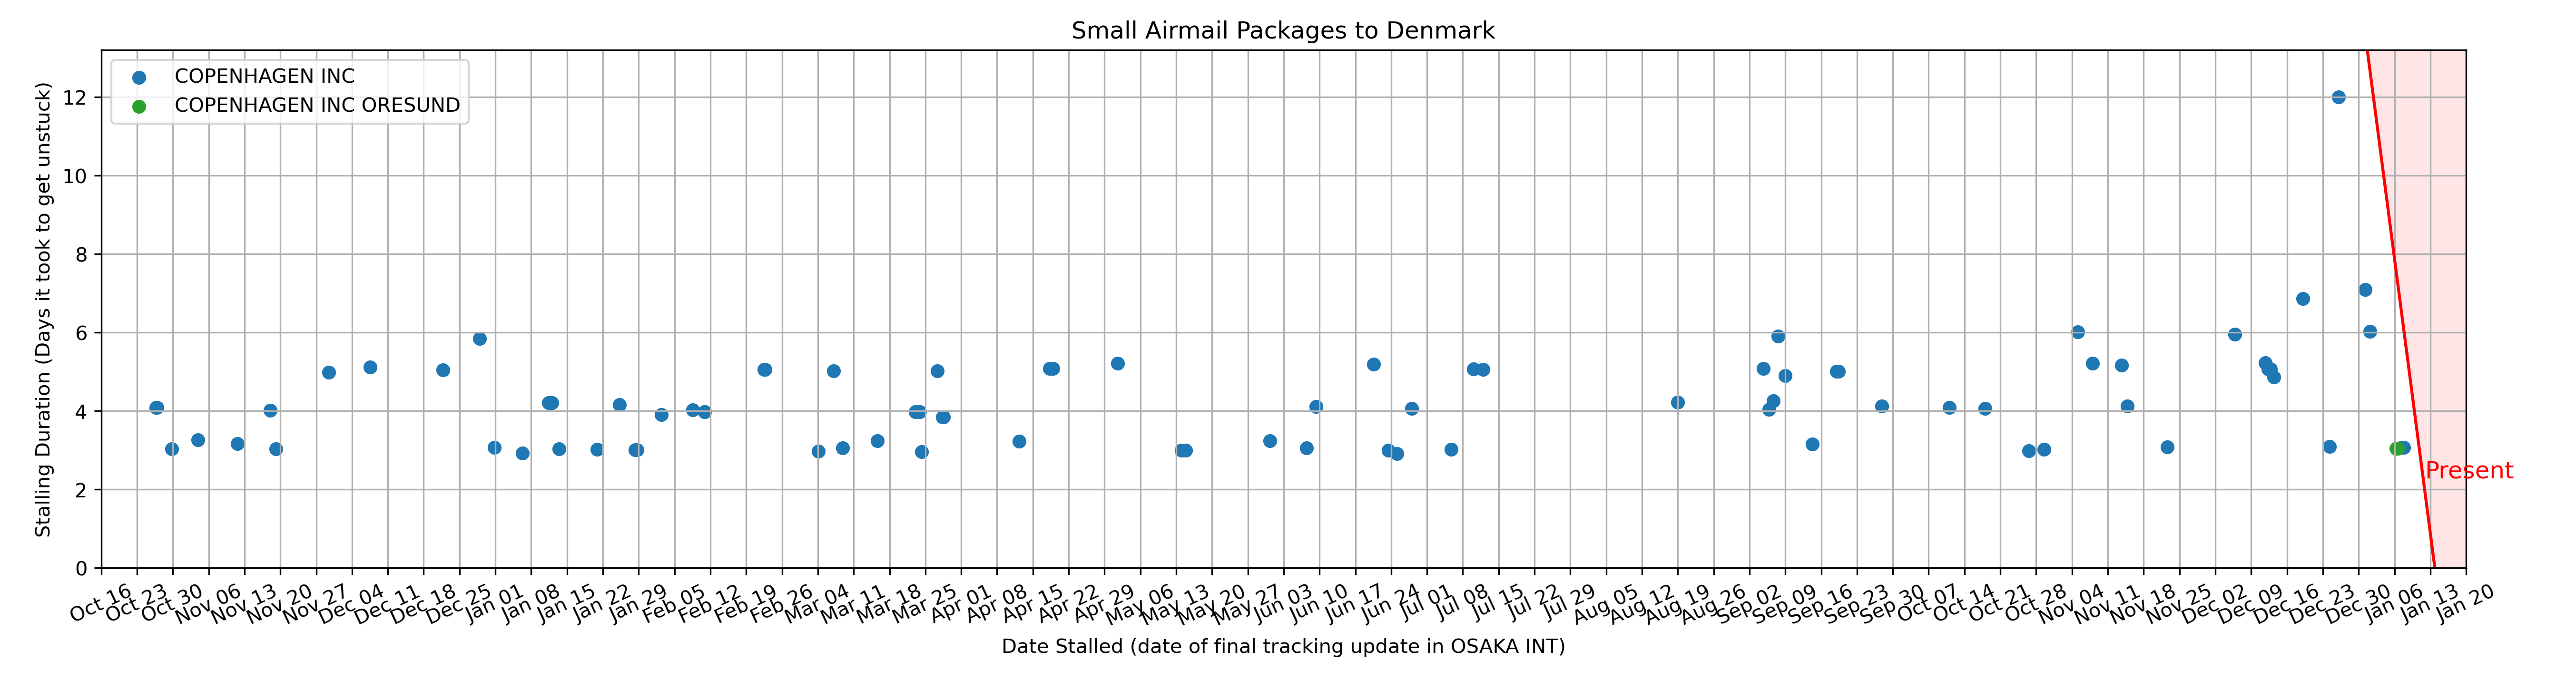 Small Airmail Packages to Denmark
COPENHAGEN INC
COPENHAGEN INC ORESUND
Stalling Duration (Days it took to get unstuck)
12
10
8
6
4
2
0
Present
Oct 16 Oct 23 Oct 30 Nov 06 Nov 13 Nov 20 Nov 27 Dec 04 Dec 11 Dec 18 Dec 25 Jan 01 Jan 08 Jan 15 Jan 22 Jan 29 Feb 05 Feb 12 Feb 19 Feb 26 Mar 04 Mar 11 Mar 18 Mar 25 Apr 01 Apr 08 Apr 15 Apr 22 Apr 29 May 06 May 13 May 20 May 27 Jun 03 Jun 10 Jun 17 Jun 24 Jul 01 Jul 08 Jul 15 Jul 22 Jul 29 Aug 05 Aug 12 Aug 19 Aug 26 Sep 02 Sep 09 Sep 16 Sep 23 Sep 30 Oct 07 Oct 14 Oct 21 Oct 28 Nov 04 Nov 11 Nov 18 Nov 25 Dec 02 Dec 09 Dec 16 Dec 23 Dec 30 Jan 06 Jan 13 Jan 20
Date Stalled (date of final tracking update in OSAKA INT)